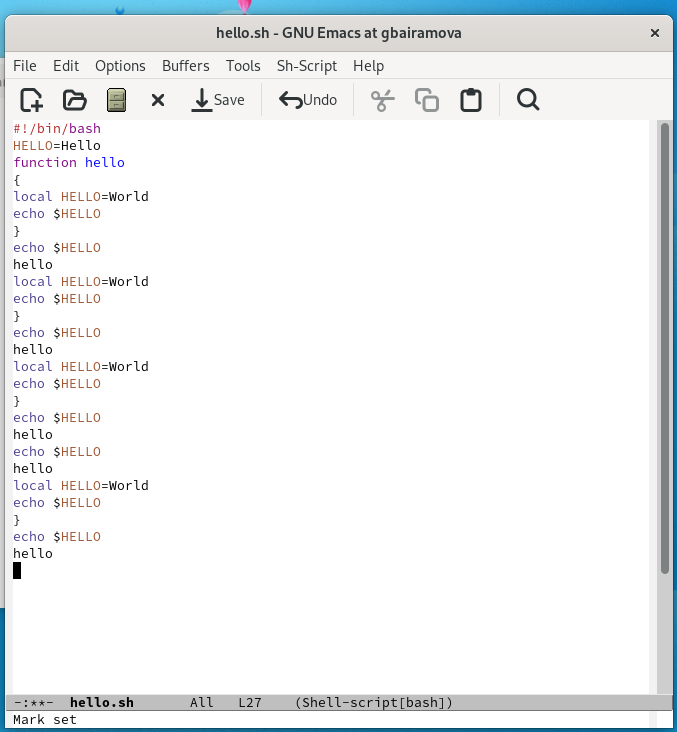 hello.sh - GNU Emacs at gbairamova
File Edit Options Buffers Tools Sh-Script Help
Save Undo
#!/bin/bash
HELLO=Hello
function hello
{
local HELLO=World
echo $HELLO
}
echo $HELLO
hello
local HELLO=World
echo $HELLO
}
echo $HELLO
hello
local HELLO=World
echo $HELLO
}
echo $HELLO
hello
echo $HELLO
hello
local HELLO=World
echo $HELLO
}
echo $HELLO
hello
-:**- hello.sh All L27 (Shell-script[bash])
Mark set